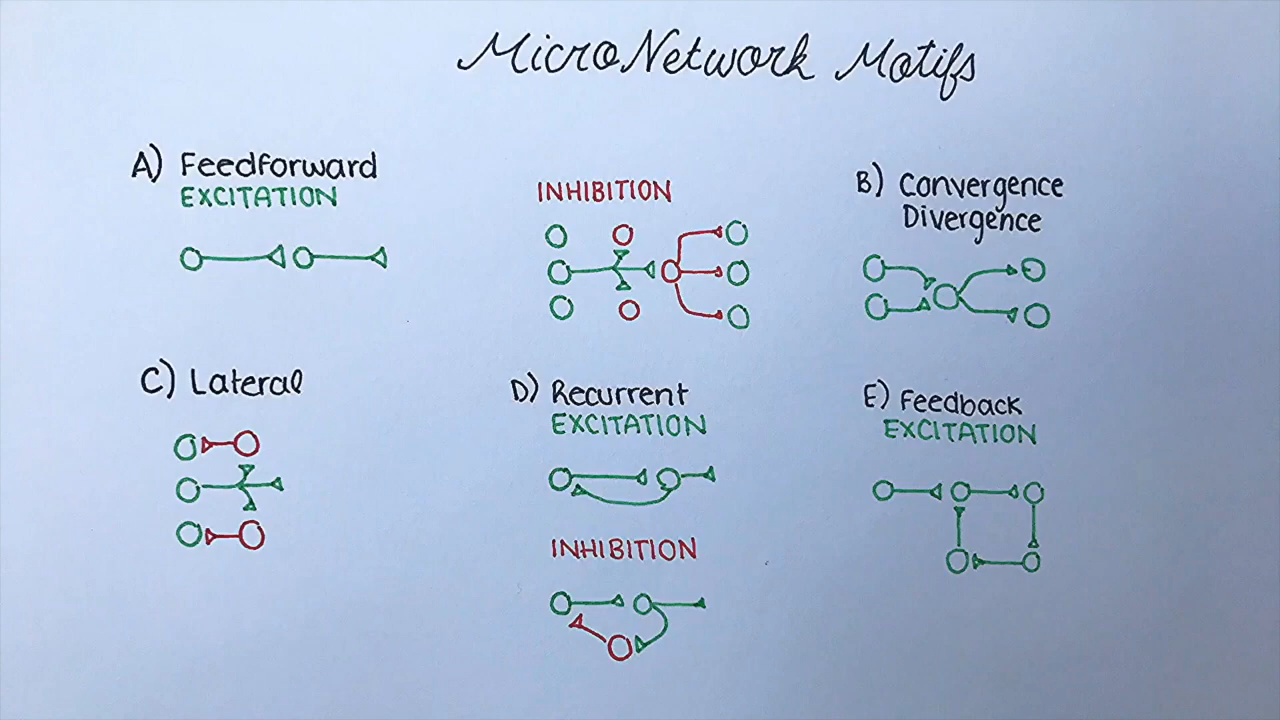 MicroNetwork Motifs
A) Feedforward
EXCITATION
INHIBITION
B) Convergence
Divergence
C) Lateral
D) Recurrent
EXCITATION
INHIBITION
E) Feedback
EXCITATION